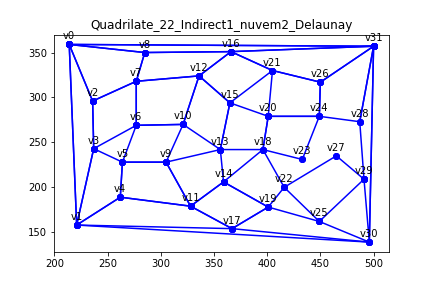 Quadrilate_22_Indirect1_nuvem2_Delaunay
v0
v31
v8
v16
350
v21
v7
v12
v26
300
v2
v15
v20
v24
v28
v6
v10
250
v3
v13
v18
v5
v9
v23
v27
200
v14
v22
v29
v4
v11
v19
v1
v17
v25
150
v30
200
250
300
350
400
450
500